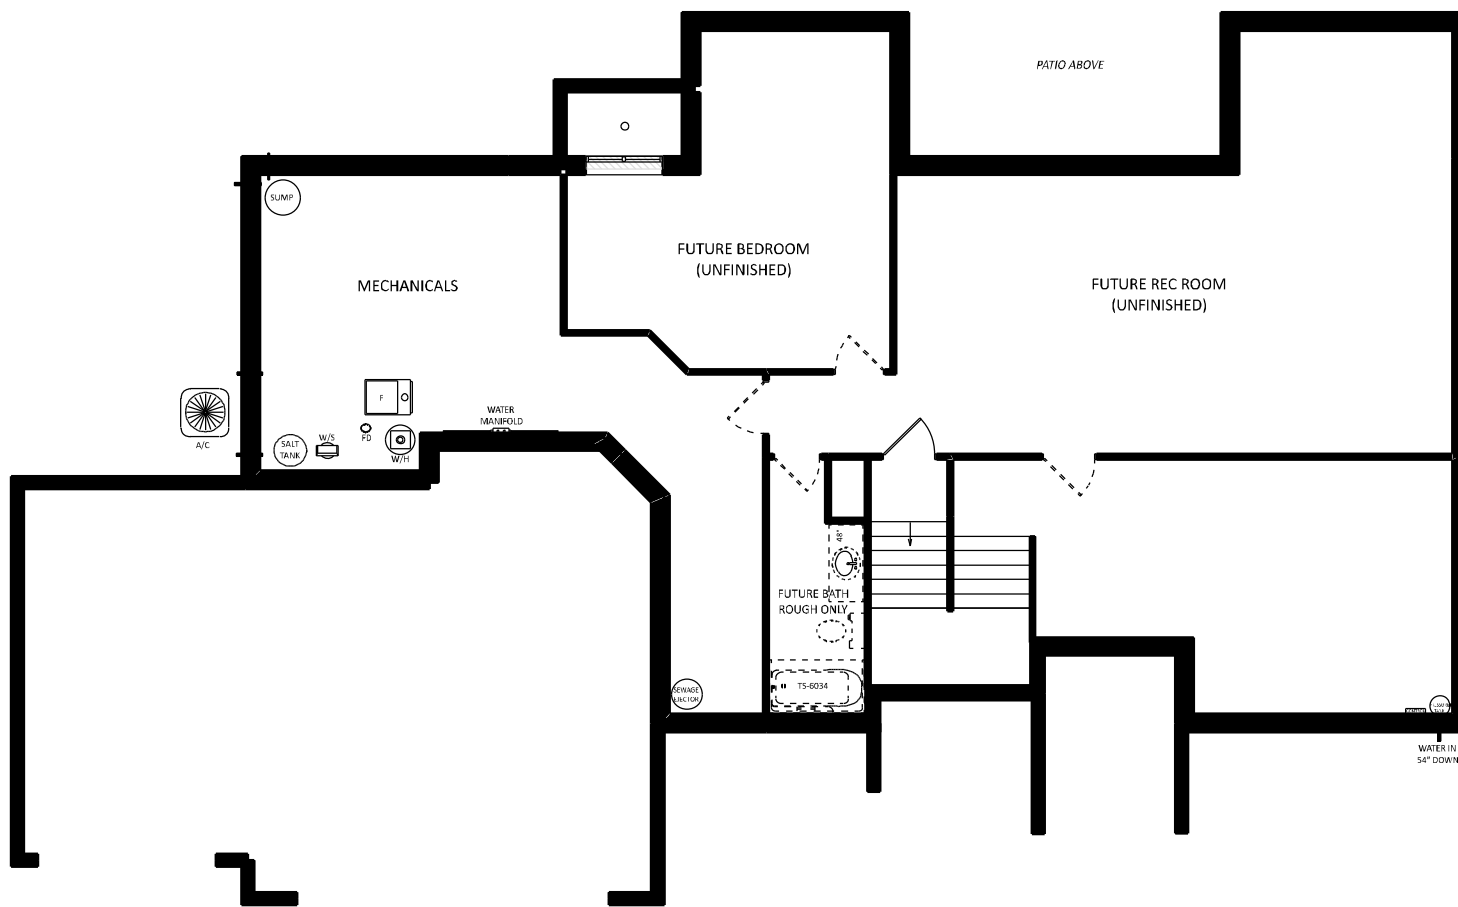 PATIO ABOVE
SUMP
FUTURE BEDROOM
(UNFINISHED)
MECHANICALS
FUTURE REC ROOM
(UNFINISHED)
F
WATER
MANIFOLD
A/C
SALT
TANK
W/S
FD
W/H
48"
FUTURE BATH
ROUGH ONLY
TS-6034
SEWAGE
EJECTOR
WATER IN
54" DOWN